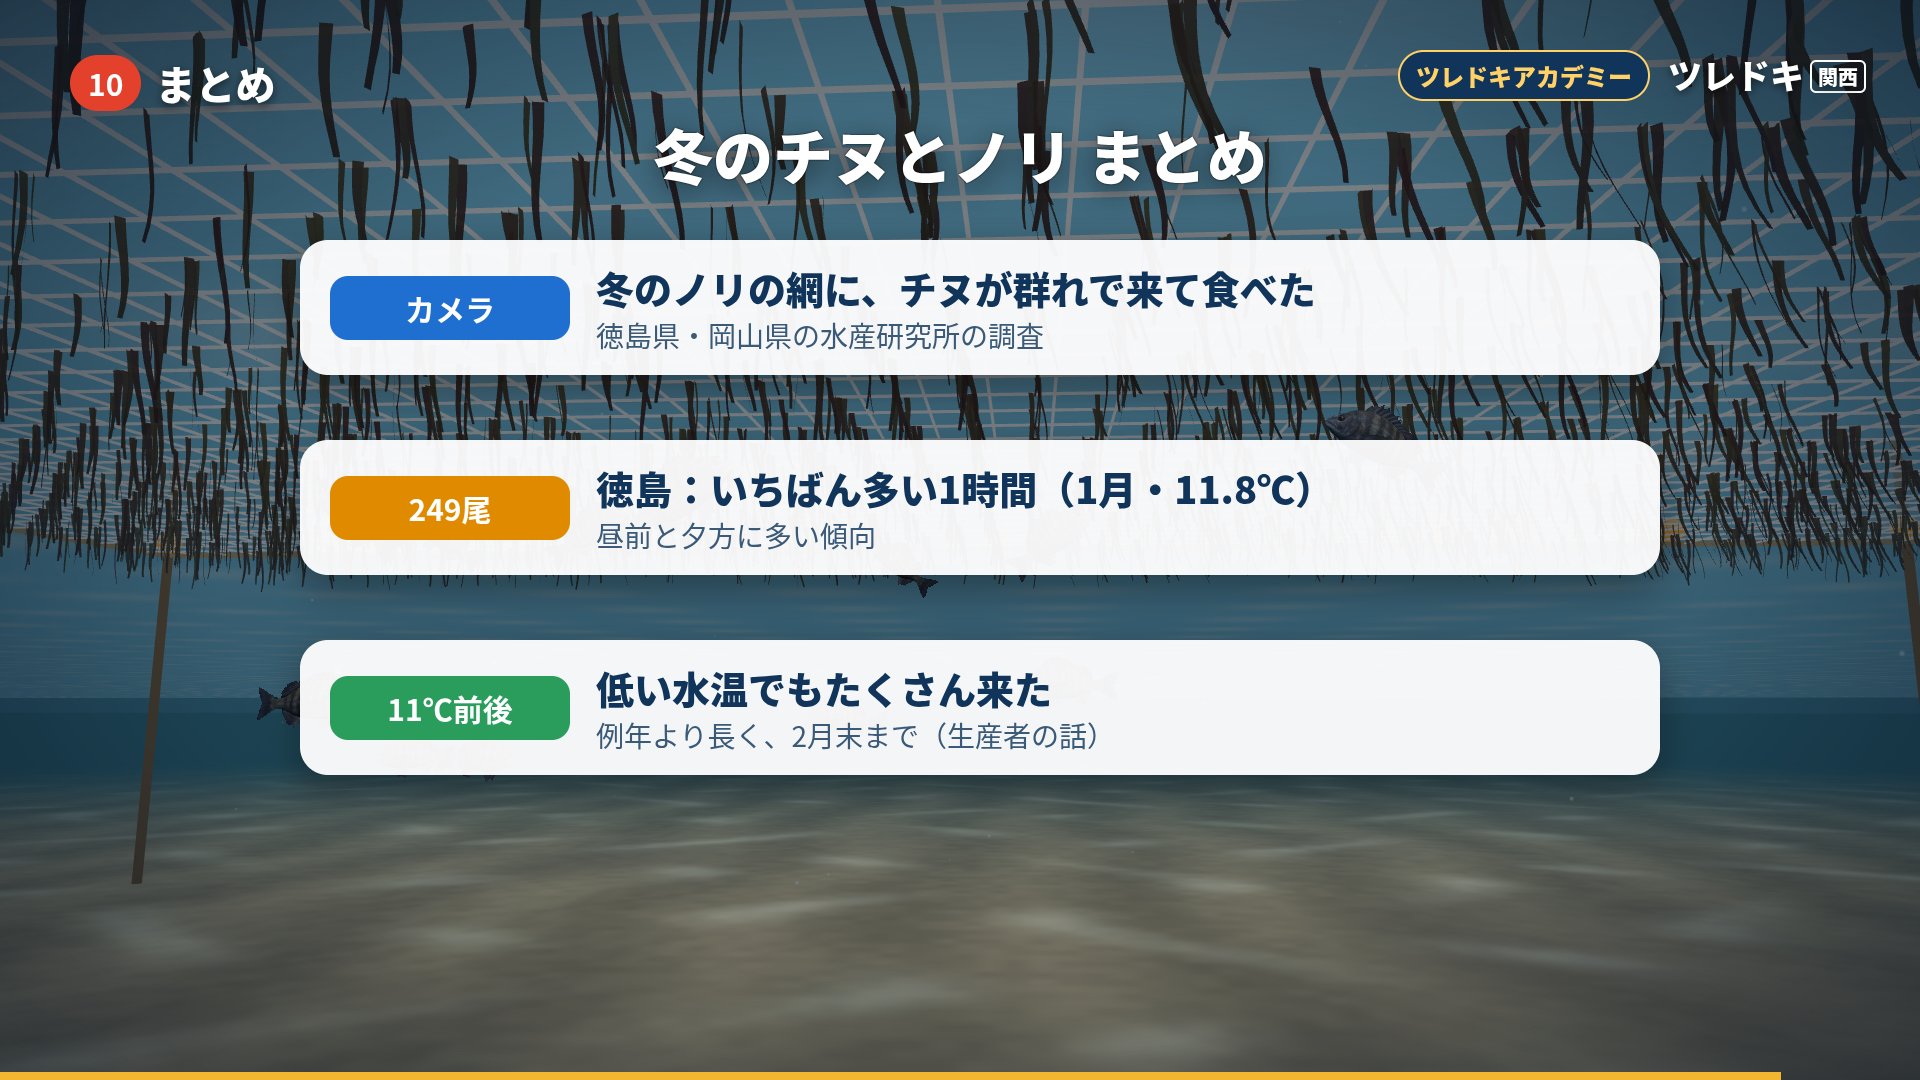 10 まとめ
ツレドキアカデミー ツレドキ 関西
冬のチヌとノリ まとめ
カメラ
冬のノリの網に、チヌが群れで来て食べた
徳島県・岡山県の水産研究所の調査
249尾
徳島：いちばん多い1時間（1月・11.8℃）
昼前と夕方に多い傾向
11℃前後
低い水温でもたくさん来た
例年より長く、2月末まで（生産者の話）